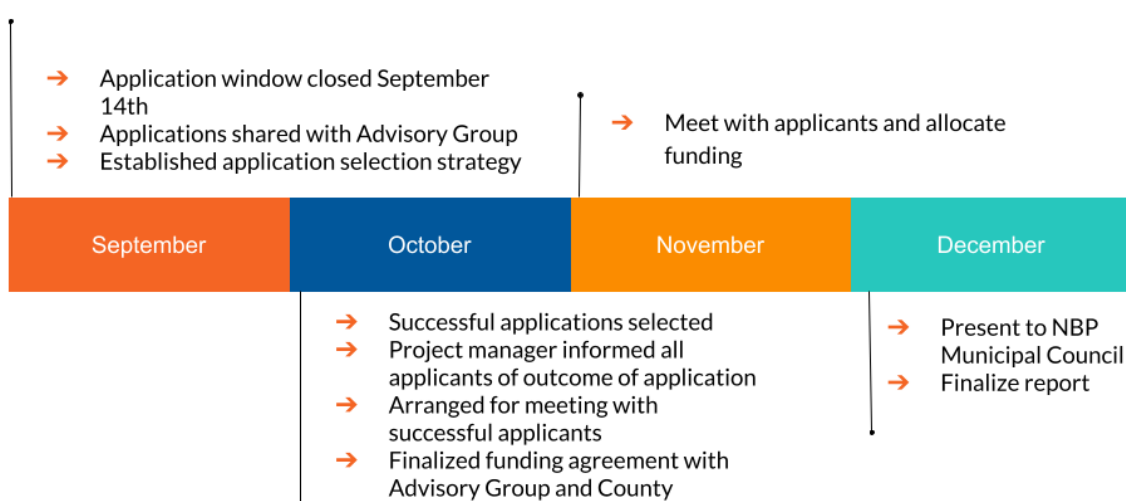 ➔ Application window closed September
14th
➔ Applications shared with Advisory Group
➔ Established application selection strategy
➔ Meet with applicants and allocate
funding
September
October
November
December
➔ Successful applications selected
➔ Project manager informed all
applicants of outcome of application
➔ Arranged for meeting with
successful applicants
➔ Finalized funding agreement with
Advisory Group and County
➔ Present to NBP
Municipal Council
➔ Finalize report